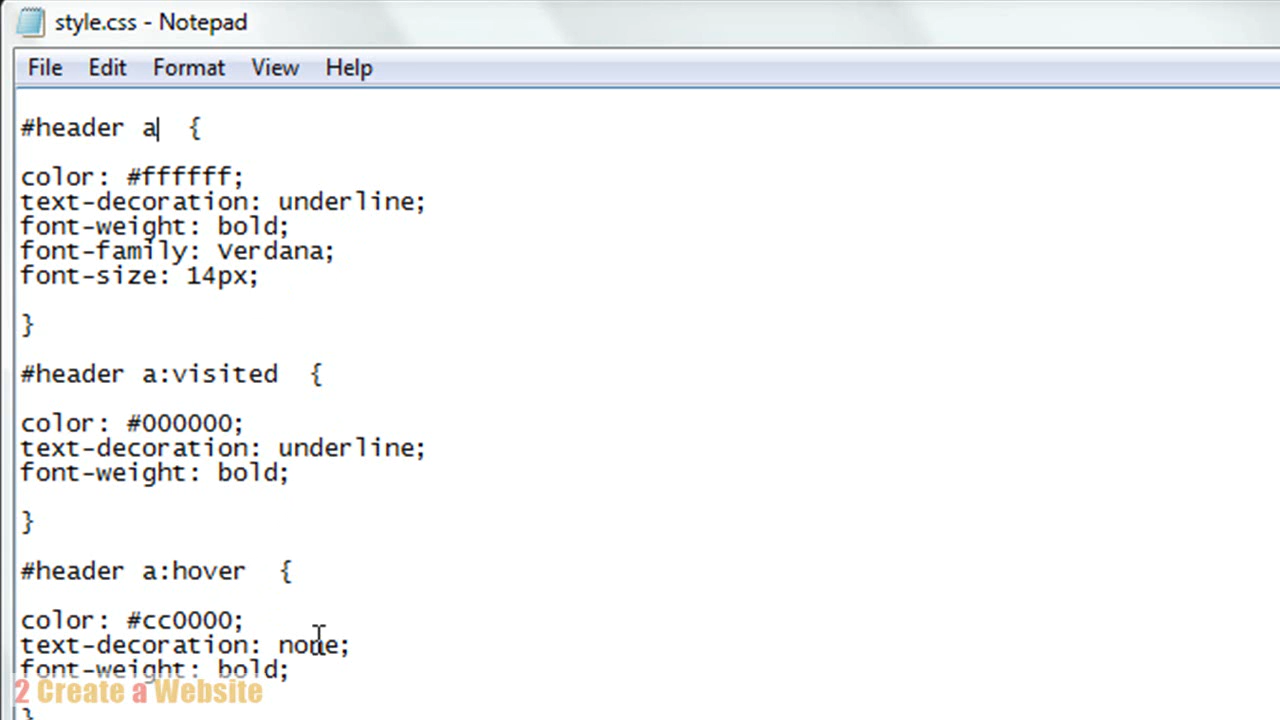 style.css - Notepad
File Edit Format View Help
#header a {
color: #ffffff;
text-decoration: underline;
font-weight: bold;
font-family: Verdana;
font-size: 14px;
}
#header a:visited {
color: #000000;
text-decoration: underline;
font-weight: bold;
}
#header a:hover {
color: #cc0000;
text-decoration: none;
font-weight: bold;
2 Create a Website
}